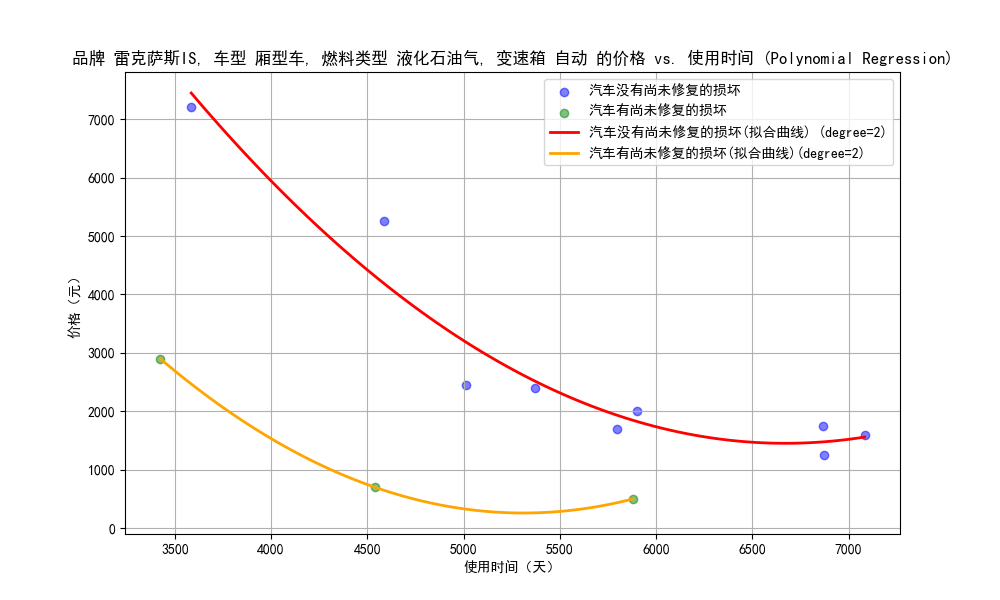 品牌 雷克萨斯IS, 车型 厢型车, 燃料类型 液化石油气, 变速箱 自动 的价格 vs. 使用时间 (Polynomial Regression)
汽车没有尚未修复的损坏
汽车有尚未修复的损坏
汽车没有尚未修复的损坏(拟合曲线) (degree=2)
汽车有尚未修复的损坏(拟合曲线)(degree=2)
价格（元）
7000
6000
5000
4000
3000
2000
1000
0
3500 4000 4500 5000 5500 6000 6500 7000
使用时间（天）